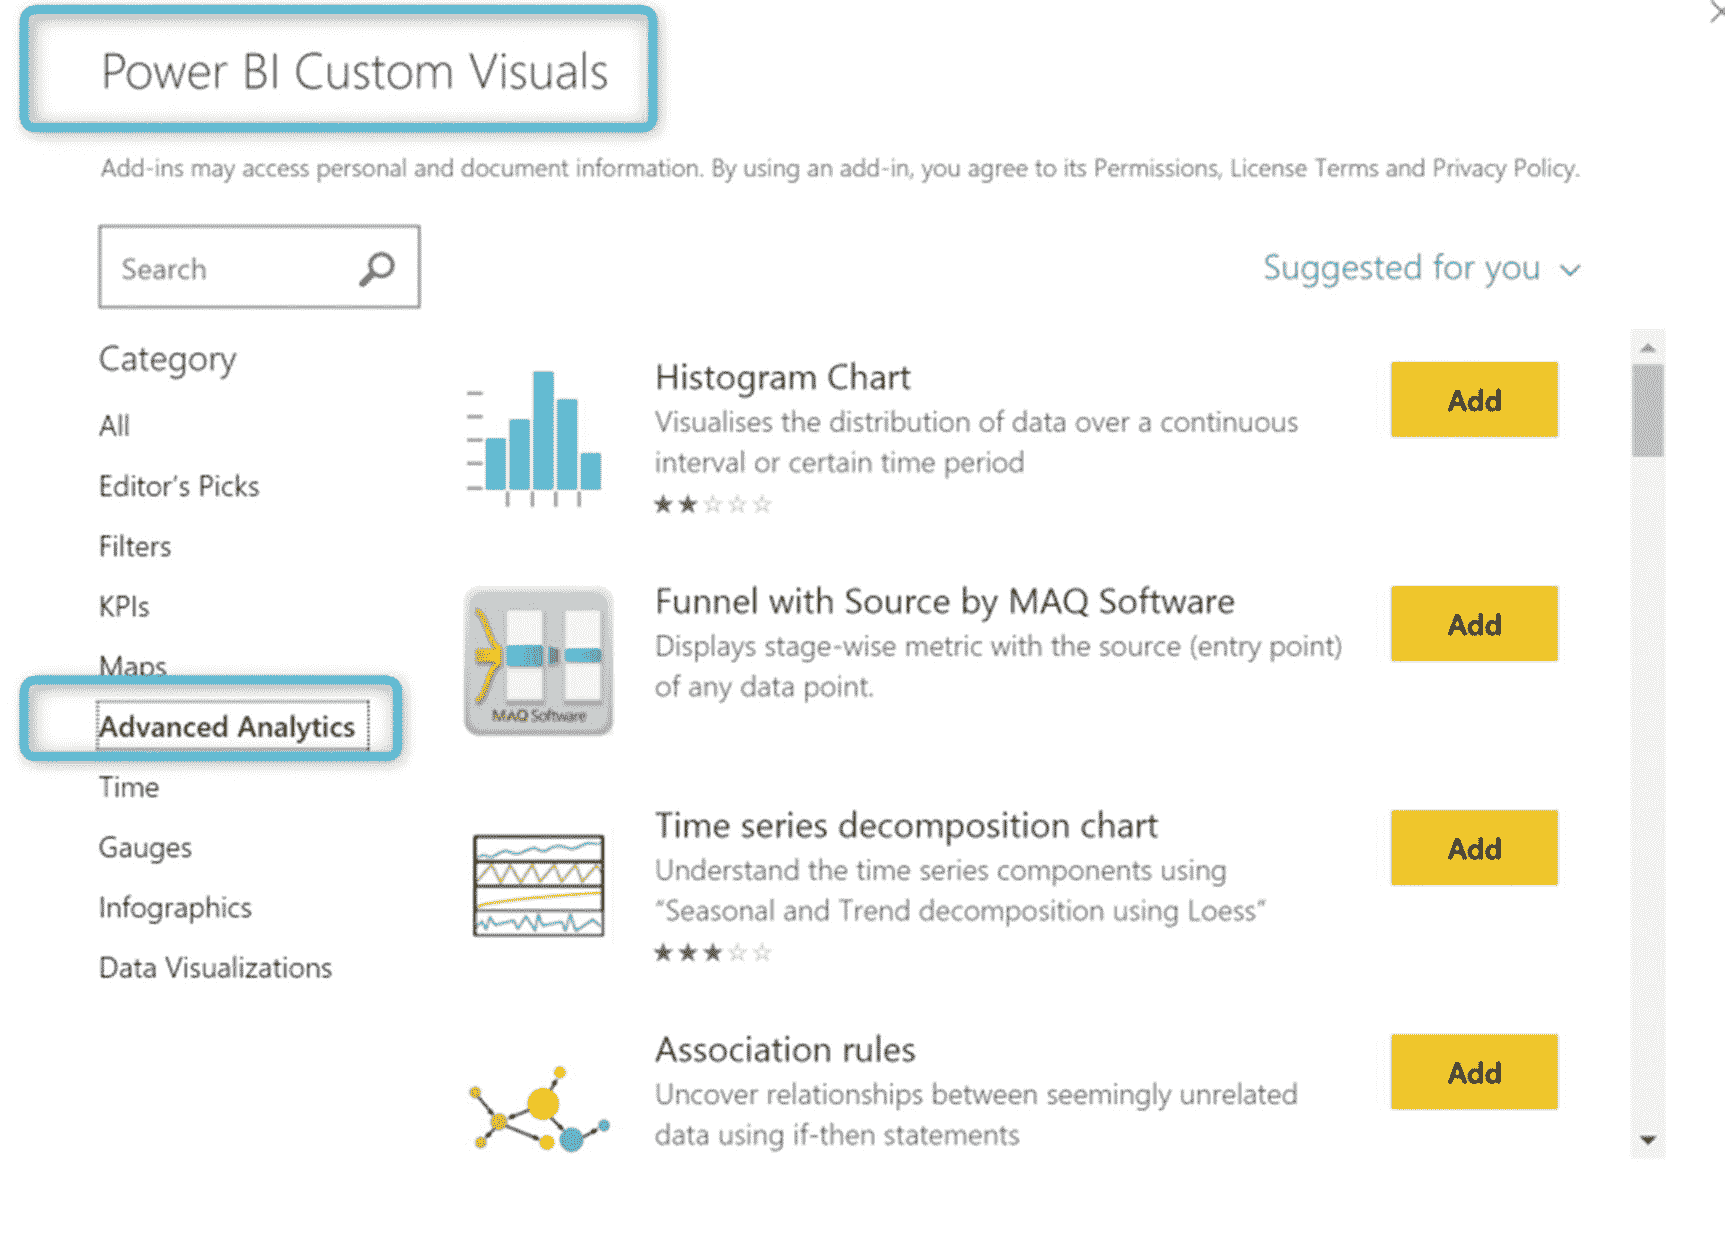 Power BI Custom Visuals
Add-ins may access personal and document information. By using an add-in, you agree to its Permissions, License Terms and Privacy Policy.
Search
Suggested for you
Category
All
Editor's Picks
Filters
KPIs
Maps
Advanced Analytics
Time
Gauges
Infographics
Data Visualizations
Histogram Chart
Visualises the distribution of data over a continuous
interval or certain time period
Add
Funnel with Source by MAQ Software
Displays stage-wise metric with the source (entry point)
of any data point.
MAQ Software
Add
Time series decomposition chart
Understand the time series components using
"Seasonal and Trend decomposition using Loess"
Add
Association rules
Uncover relationships between seemingly unrelated
data using if-then statements
Add